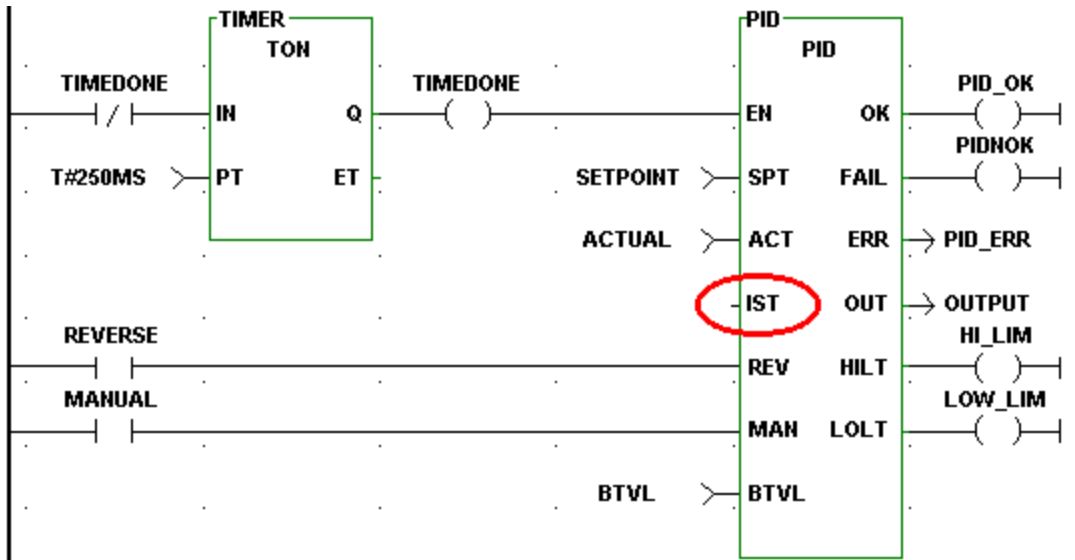 TIMER PID
TON PID
TIMEDONE TIMEDONE PID_OK
IN Q EN OK
PIDNOK
T#250MS PT ET SETPOINT SPT FAIL
ACTUAL ACT ERR PID_ERR
IST OUT OUTPUT
REVERSE HI_LIM
REV HILT
MANUAL LOW_LIM
MAN LOLT
BTVL BTVL